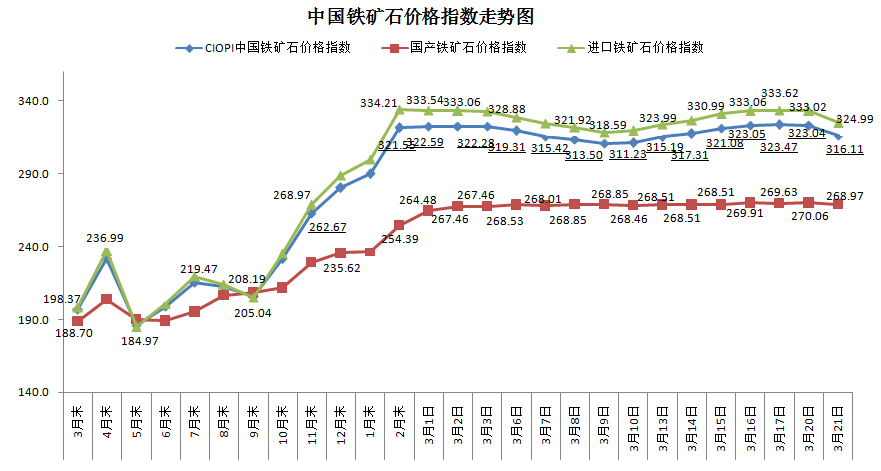 中国铁矿石价格指数走势图
CIOPI中国铁矿石价格指数 国产铁矿石价格指数 进口铁矿石价格指数
340.0
290.0
240.0
190.0
140.0
334.21 333.54 333.06 328.88 321.92 318.59 323.99 330.99 333.06 333.62 333.02 324.99
321.53 322.59 322.28 319.31 315.42 313.50 311.23 315.19 317.31 321.08 323.05 323.47 323.04 316.11
198.37 236.99 219.47 208.19 268.97
262.67
264.48 267.46 268.01 268.85 268.51 268.51 269.63 268.97
188.70 184.97 205.04 235.62 254.39 267.46 268.53 268.85 268.46 268.51 269.91 270.06
3月末 4月末 5月末 6月末 7月末 8月末 9月末 10月末 11月末 12月末 1月末 2月末 3月1日 3月2日 3月3日 3月6日 3月7日 3月8日 3月9日 3月10日 3月13日 3月14日 3月15日 3月16日 3月17日 3月20日 3月21日